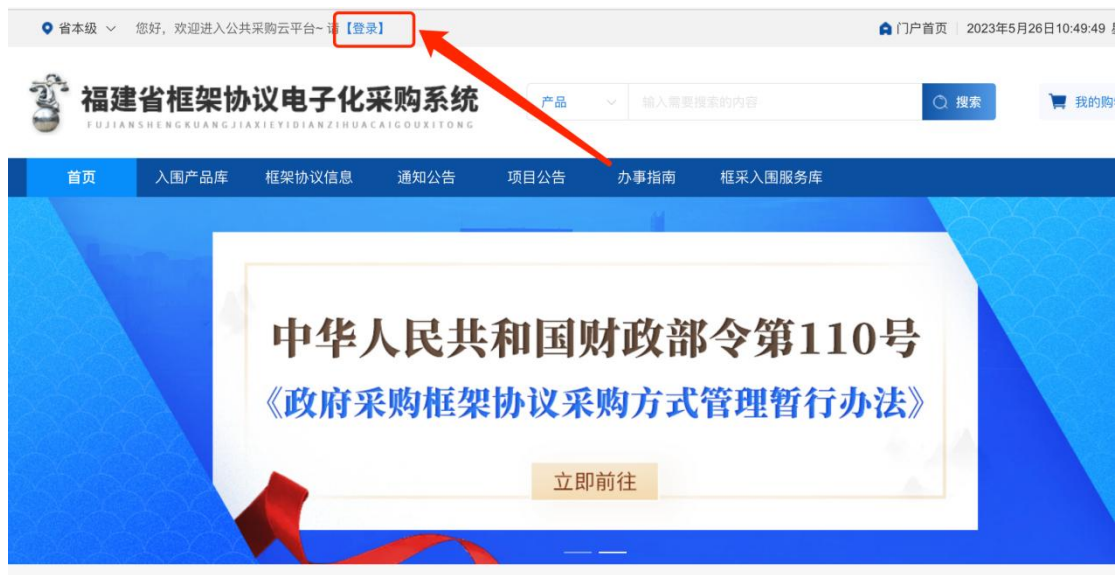 省本级 您好，欢迎进入公共采购云平台~ 请【登录】 门户首页 2023年5月26日10:49:49
福建省框架协议电子化采购系统
FUJIANSHENGKUANGJIAXIEYIDIANZIHUACAIGOUXITONG
产品 输入需要搜索的内容 搜索 我的购
首页 入围产品库 框架协议信息 通知公告 项目公告 办事指南 框采入围服务库
中华人民共和国财政部令第110号
《政府采购框架协议采购方式管理暂行办法》
立即前往